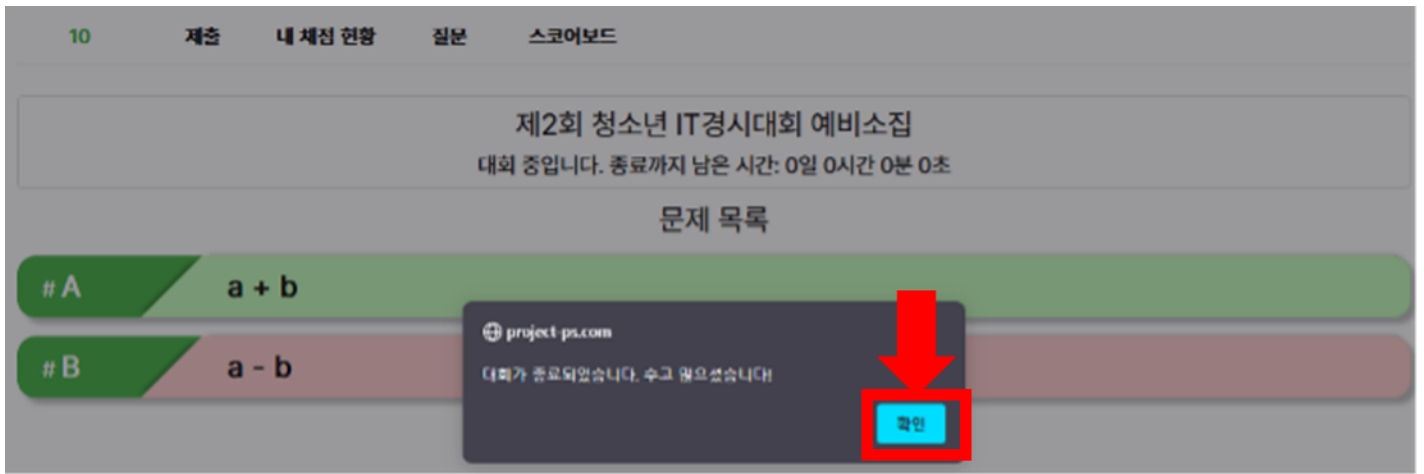 10 제출 내 채점 현황 질문 스코어보드
제2회 청소년 IT경시대회 예비소집
대회 중입니다. 종료까지 남은 시간: 0일 0시간 0분 0초
문제 목록
# A a + b
# B a - b
project-ps.com
대회가 종료되었습니다. 수고 많으셨습니다!
확인